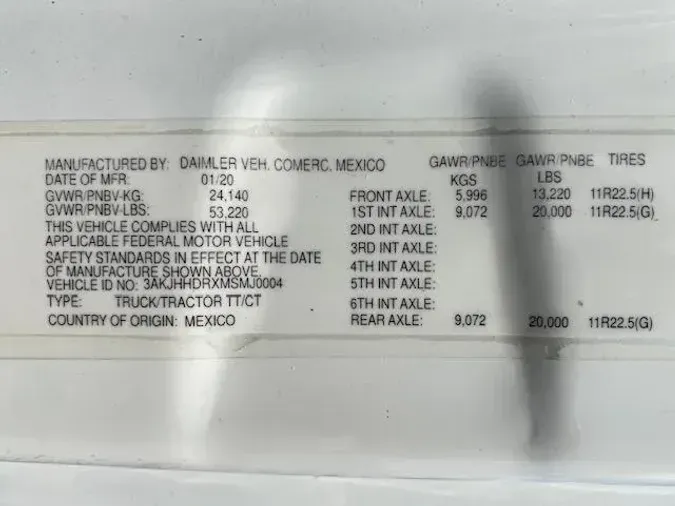 MANUFACTURED BY: DAIMLER VEH. COMERC. MEXICO GAWR/PNBE GAWR/PNBE TIRES
DATE OF MFR: 01/20 KGS LBS
GVWR/PNBV-KG: 24,140 FRONT AXLE: 5,996 13,220 11R22.5(H)
GVWR/PNBV-LBS: 53,220 1ST INT AXLE: 9,072 20,000 11R22.5(G)
THIS VEHICLE COMPLIES WITH ALL 2ND INT AXLE:
APPLICABLE FEDERAL MOTOR VEHICLE 3RD INT AXLE:
SAFETY STANDARDS IN EFFECT AT THE DATE 4TH INT AXLE:
OF MANUFACTURE SHOWN ABOVE.
VEHICLE ID NO: 3AKJHHDRXMSMJ0004 5TH INT AXLE:
TYPE: TRUCK/TRACTOR TT/CT 6TH INT AXLE:
COUNTRY OF ORIGIN: MEXICO REAR AXLE: 9,072 20,000 11R22.5(G)